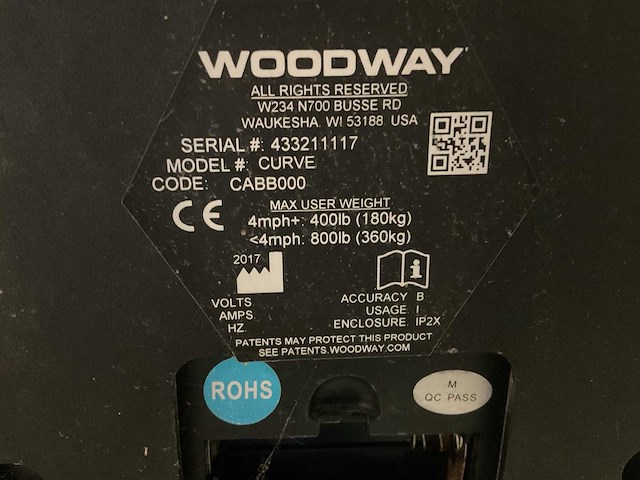 WOODWAY
ALL RIGHTS RESERVED
W234 N700 BUSSE RD
WAUKESHA, WI 53188 USA
SERIAL #: 433211117
MODEL #: CURVE
CODE: CABB000
CE
MAX USER WEIGHT
4mph+: 400lb (180kg)
<4mph: 800lb (360kg)
2017
i
VOLTS
AMPS
HZ.
ACCURACY B
USAGE I
ENCLOSURE IP2X
PATENTS MAY PROTECT THIS PRODUCT
SEE PATENTS.WOODWAY.COM
ROHS
M
QC PASS